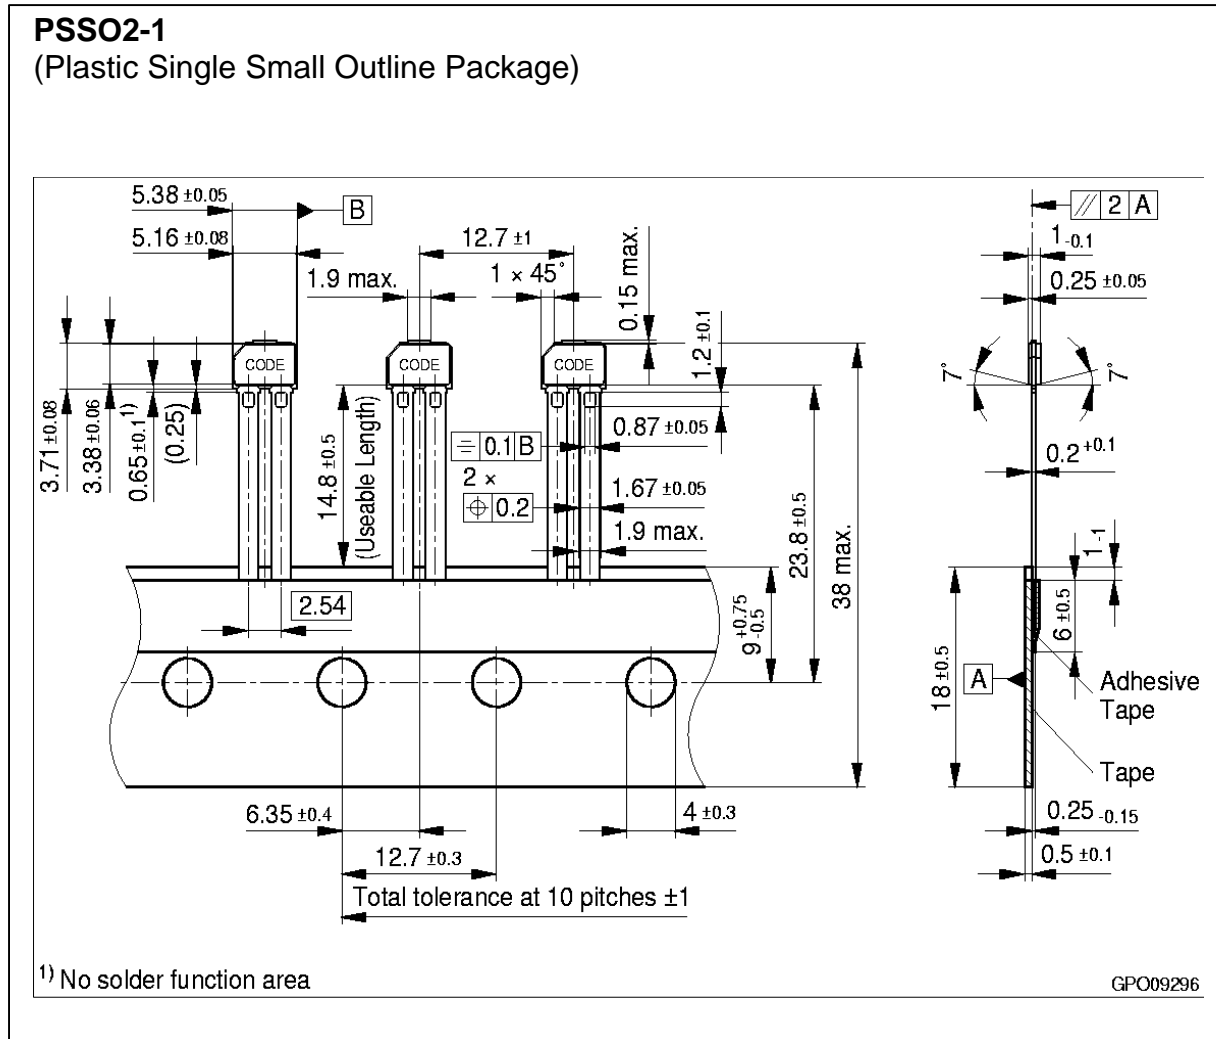 PSSO2-1
(Plastic Single Small Outline Package)
5.38 ±0.05
B
5.16 ±0.08
12.7 ±1
1.9 max.
1 × 45°
0.15 max.
1.2 ±0.1
CODE
CODE
CODE
3.71 ±0.08
3.38 ±0.06
0.65 ±0.1 1)
(0.25)
14.8 ±0.5
(Useable Length)
0.87 ±0.05
⌯ 0.1 B
2 ×
⌖ 0.2
1.67 ±0.05
1.9 max.
23.8 ±0.5
38 max.
2.54
9 +0.75 -0.5
6.35 ±0.4
4 ±0.3
12.7 ±0.3
Total tolerance at 10 pitches ±1
// 2 A
1 -0.1
0.25 ±0.05
7°
7°
0.2 +0.1
1 -1
6 ±0.5
18 ±0.5
A
Adhesive
Tape
Tape
0.25 -0.15
0.5 ±0.1
1) No solder function area
GPO09296